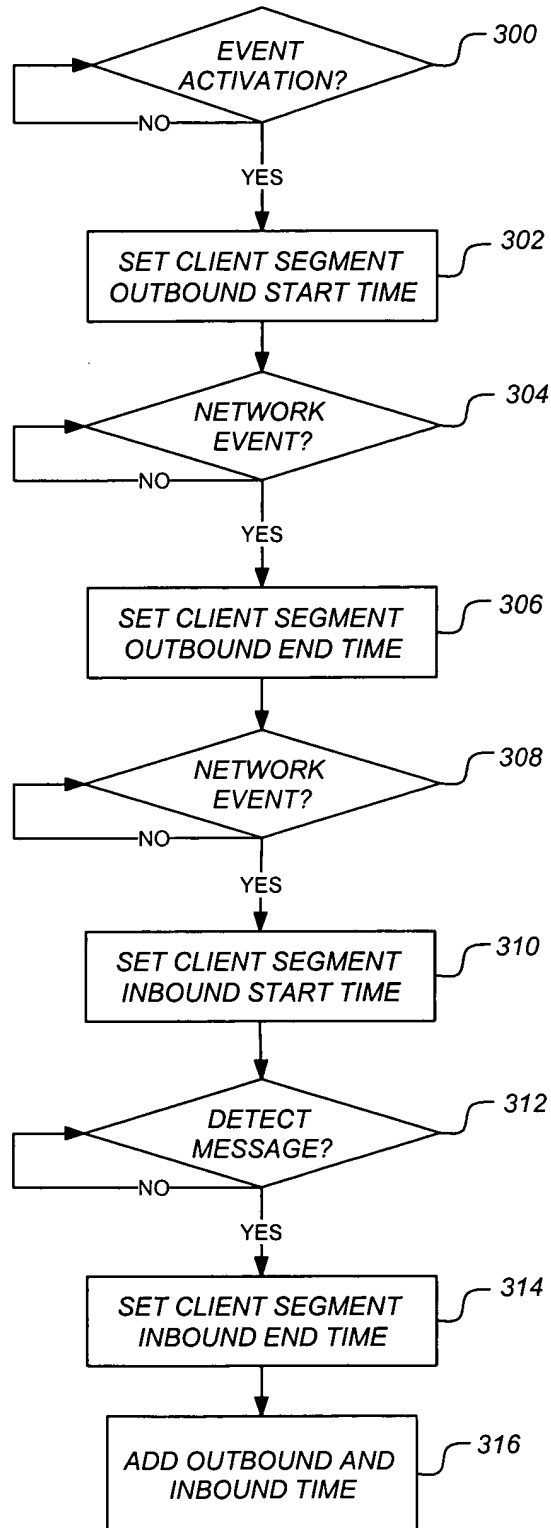 EVENT
ACTIVATION?
300
NO
YES
SET CLIENT SEGMENT
OUTBOUND START TIME
302
NETWORK
EVENT?
304
NO
YES
SET CLIENT SEGMENT
OUTBOUND END TIME
306
NETWORK
EVENT?
308
NO
YES
SET CLIENT SEGMENT
INBOUND START TIME
310
DETECT
MESSAGE?
312
NO
YES
SET CLIENT SEGMENT
INBOUND END TIME
314
ADD OUTBOUND AND
INBOUND TIME
316